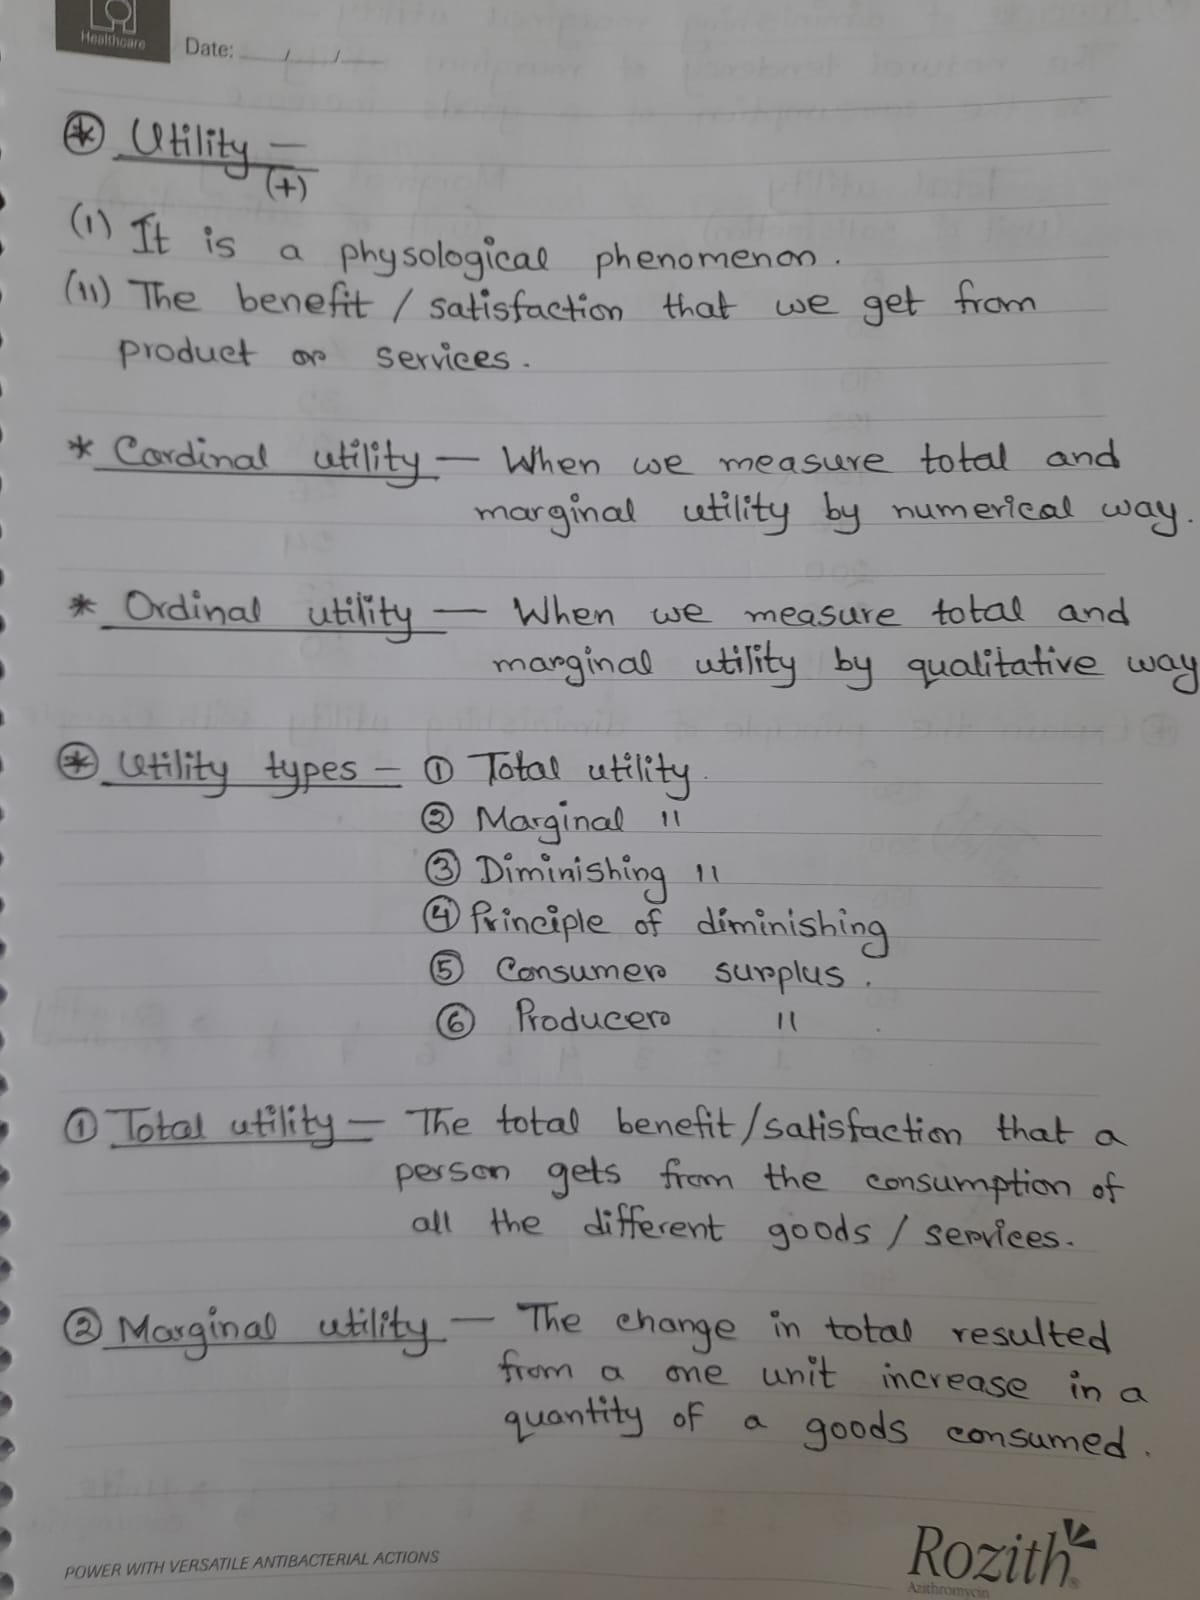 Healthcare
Date: __/__/__
* Utility –
(+)
(i) It is a physological phenomenon.
(ii) The benefit / satisfaction that we get from
product or services.
* Cardinal utility – When we measure total and
marginal utility by numerical way.
* Ordinal utility – When we measure total and
marginal utility by qualitative way
* Utility types – ① Total utility.
② Marginal "
③ Diminishing "
④ Principle of diminishing
⑤ Consumer surplus.
⑥ Producer "
① Total utility – The total benefit/satisfaction that a
person gets from the consumption of
all the different goods / services.
② Marginal utility – The change in total resulted
from a one unit increase in a
quantity of a goods consumed.
POWER WITH VERSATILE ANTIBACTERIAL ACTIONS
Rozith®
Azithromycin